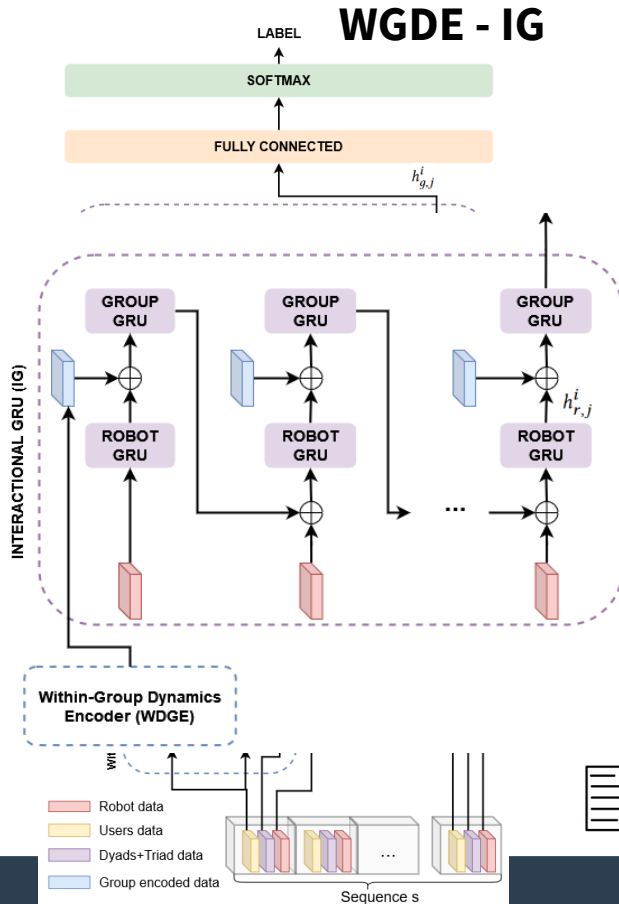 WGDE - IG
LABEL
SOFTMAX
FULLY CONNECTED
h^i_{g,j}
GROUP GRU
GROUP GRU
GROUP GRU
h^i_{r,j}
ROBOT GRU
ROBOT GRU
ROBOT GRU
...
INTERACTIONAL GRU (IG)
Within-Group Dynamics
Encoder (WDGE)
Robot data
Users data
Dyads+Triad data
Group encoded data
...
Sequence s